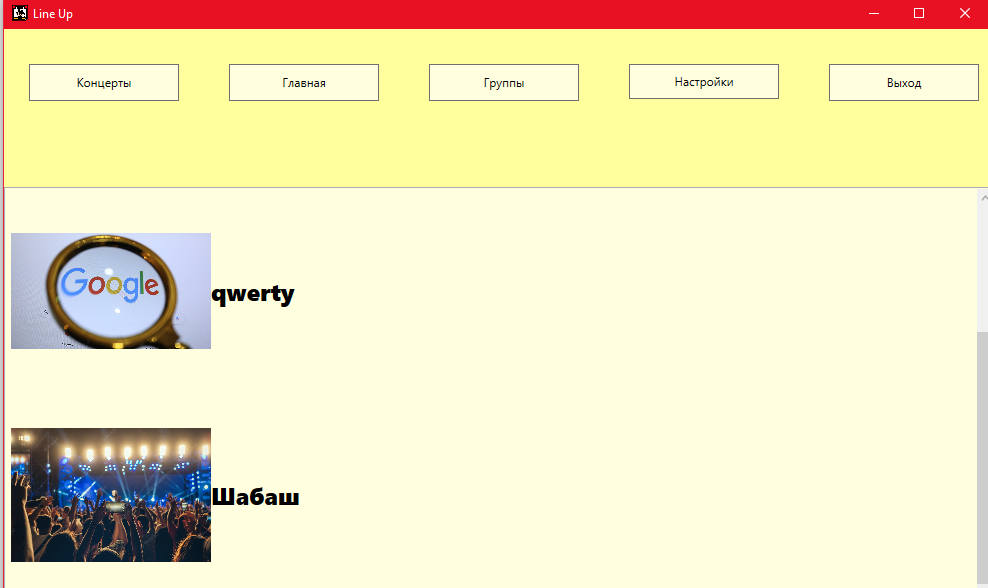 Line Up
Концерты
Главная
Группы
Настройки
Выход
Google
qwerty
Шабаш